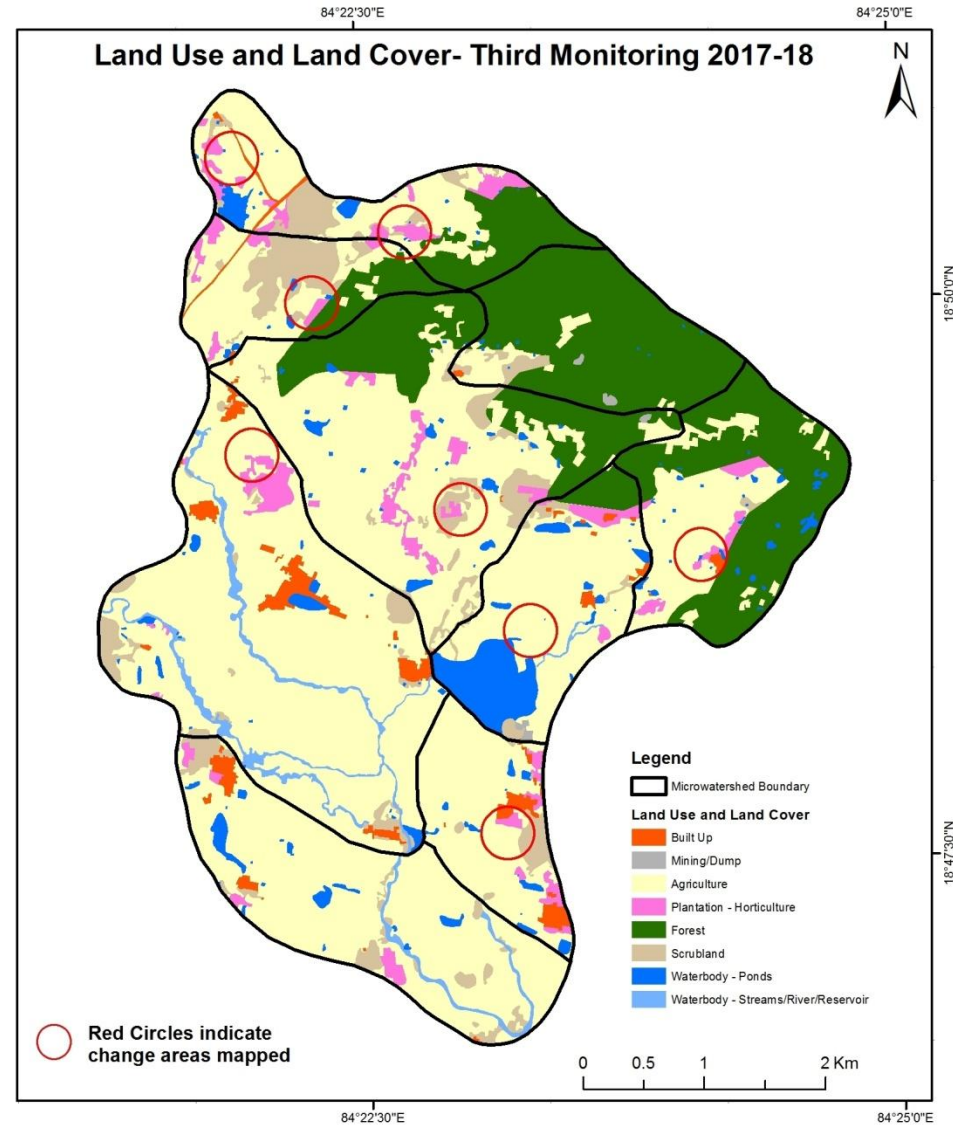 84°22'30"E
84°25'0"E
Land Use and Land Cover- Third Monitoring 2017-18
N
18°50'0"N
Legend
Microwatershed Boundary
Land Use and Land Cover
Built Up
Mining/Dump
Agriculture
Plantation - Horticulture
Forest
Scrubland
Waterbody - Ponds
Waterbody - Streams/River/Reservoir
18°47'30"N
Red Circles indicate
change areas mapped
0 0.5 1 2 Km
84°22'30"E
84°25'0"E